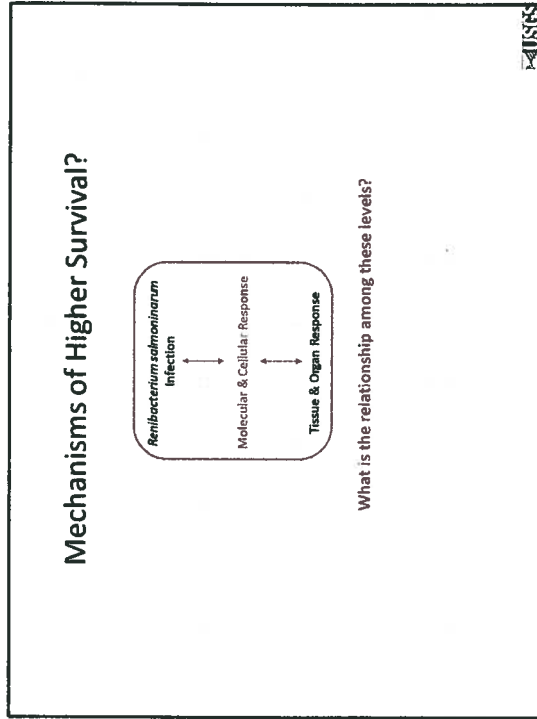 Mechanisms of Higher Survival?
Renibacterium salmoninarum
Infection
Molecular & Cellular Response
Tissue & Organ Response
What is the relationship among these levels?
USGS